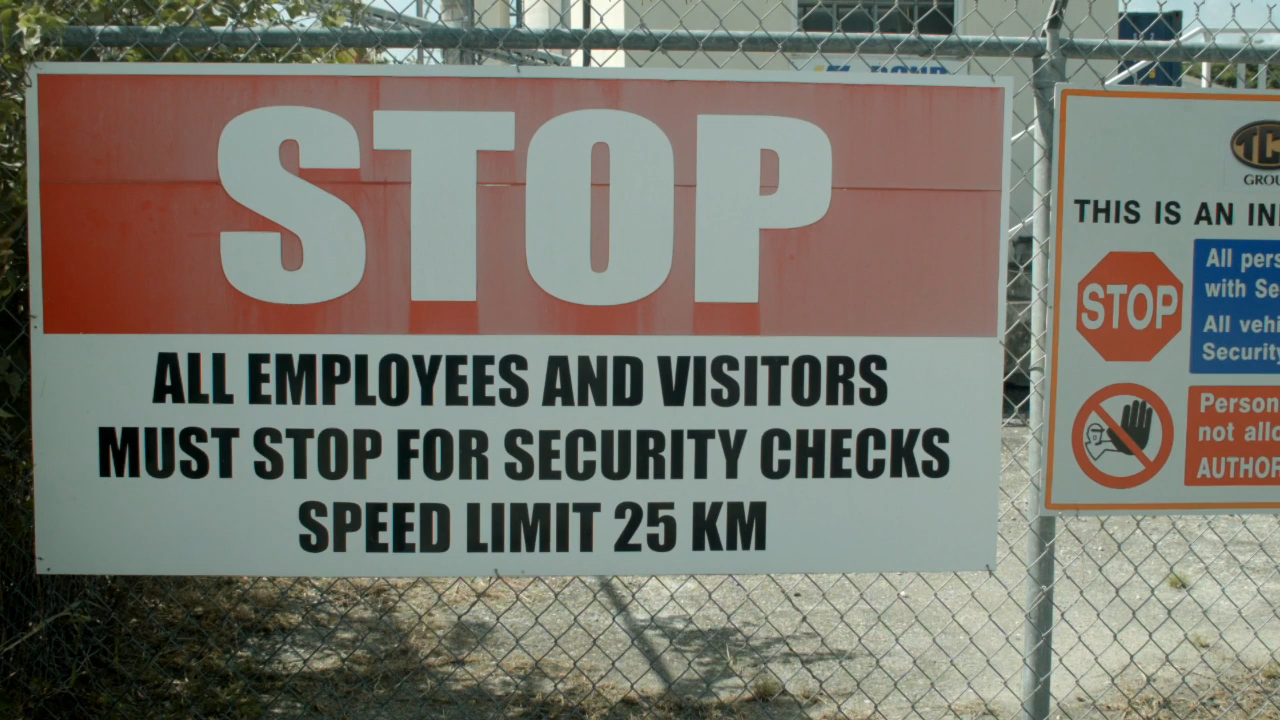 STOP
ALL EMPLOYEES AND VISITORS
MUST STOP FOR SECURITY CHECKS
SPEED LIMIT 25 KM
THIS IS AN
STOP
All
with
All
Security
not